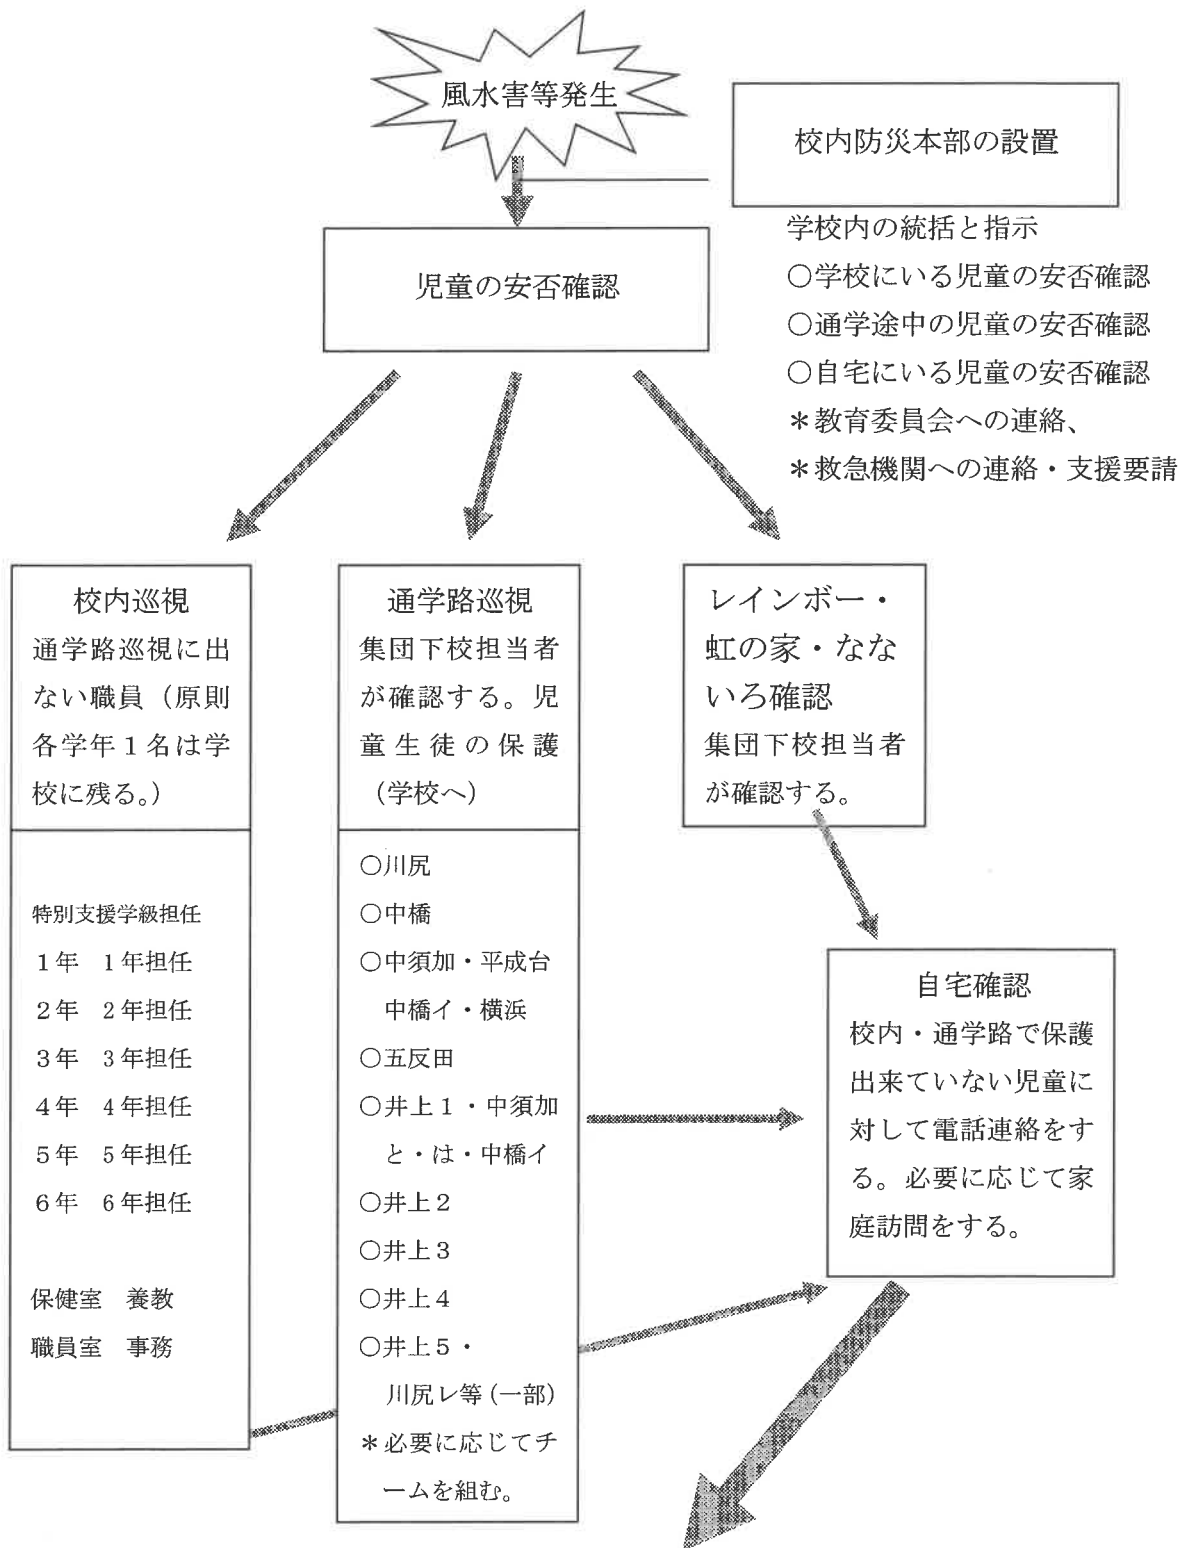 風水害等発生
校内防災本部の設置
学校内の統括と指示
○学校にいる児童の安否確認
○通学途中の児童の安否確認
○自宅にいる児童の安否確認
＊教育委員会への連絡、
＊救急機関への連絡・支援要請
児童の安否確認
校内巡視
通学路巡視に出
ない職員（原則
各学年１名は学
校に残る。）
特別支援学級担任
１年　１年担任
２年　２年担任
３年　３年担任
４年　４年担任
５年　５年担任
６年　６年担任
保健室　養教
職員室　事務
通学路巡視
集団下校担当者
が確認する。児
童生徒の保護
（学校へ）
○川尻
○中橋
○中須加・平成台
中橋イ・横浜
○五反田
○井上１・中須加
と・は・中橋イ
○井上２
○井上３
○井上４
○井上５・
川尻レ等（一部）
＊必要に応じてチ
ームを組む。
レインボー・
虹の家・なな
いろ確認
集団下校担当者
が確認する。
自宅確認
校内・通学路で保護
出来ていない児童に
対して電話連絡をす
る。必要に応じて家
庭訪問をする。